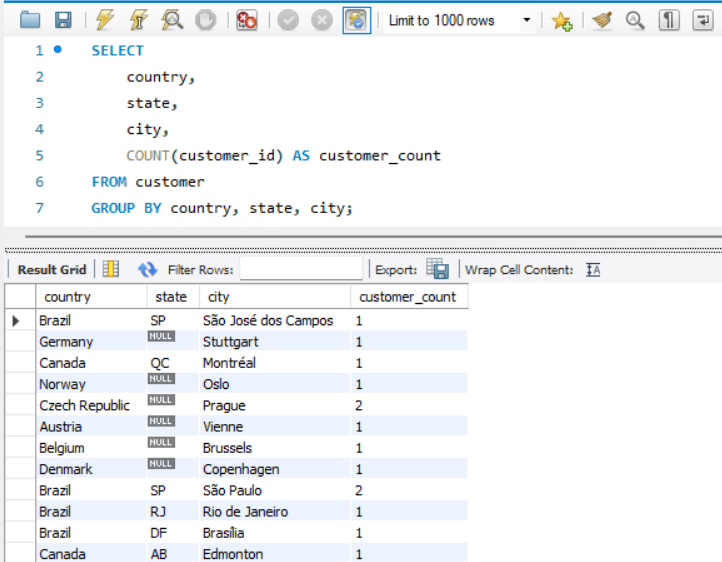 Limit to 1000 rows
1 SELECT
2 country,
3 state,
4 city,
5 COUNT(customer_id) AS customer_count
6 FROM customer
7 GROUP BY country, state, city;
Result Grid Filter Rows: Export: Wrap Cell Content: IA
country state city customer_count
Brazil SP São José dos Campos 1
Germany NULL Stuttgart 1
Canada QC Montréal 1
Norway NULL Oslo 1
Czech Republic NULL Prague 2
Austria NULL Vienne 1
Belgium NULL Brussels 1
Denmark NULL Copenhagen 1
Brazil SP São Paulo 2
Brazil RJ Rio de Janeiro 1
Brazil DF Brasília 1
Canada AB Edmonton 1